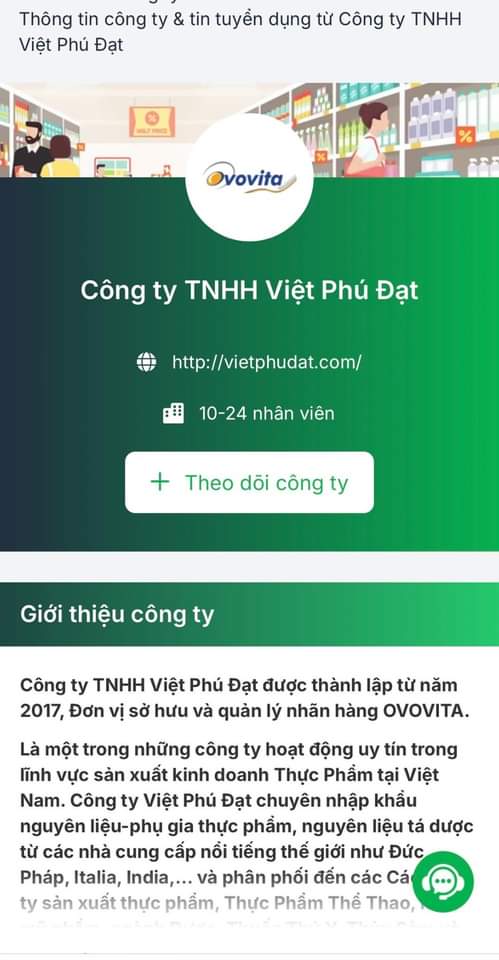 Thông tin công ty & tin tuyển dụng từ Công ty TNHH
Việt Phú Đạt
%
HALF PRICE
%
%
Ovovita
Công ty TNHH Việt Phú Đạt
http://vietphudat.com/
10-24 nhân viên
+ Theo dõi công ty
Giới thiệu công ty
Công ty TNHH Việt Phú Đạt được thành lập từ năm
2017, Đơn vị sở hưu và quản lý nhãn hàng OVOVITA.
Là một trong những công ty hoạt động uy tín trong
lĩnh vực sản xuất kinh doanh Thực Phẩm tại Việt
Nam. Công ty Việt Phú Đạt chuyên nhập khẩu
nguyên liệu-phụ gia thực phẩm, nguyên liệu tá dược
từ các nhà cung cấp nổi tiếng thế giới như Đức,
Pháp, Italia, India,... và phân phối đến các
ty sản xuất thực phẩm, Thực Phẩm Thể Thao,